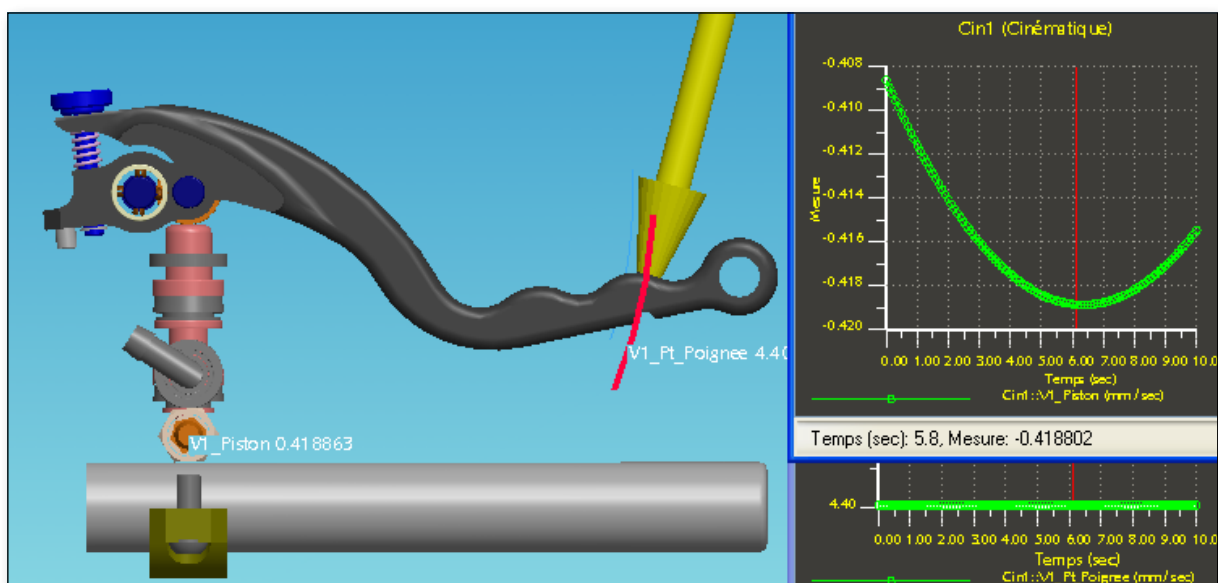 V1_Pt_Poignee 4.40
V1_Piston 0.418863
Cin1 (Cinématique)
-0.408
-0.410
-0.412
-0.414
-0.416
-0.418
-0.420
Mesure
0.00 1.00 2.00 3.00 4.00 5.00 6.00 7.00 8.00 9.00 10.0
Temps (sec)
Cin1::V1_Piston (mm/sec)
Temps (sec): 5.8, Mesure: -0.418802
4.40
0.00 1.00 2.00 3.00 4.00 5.00 6.00 7.00 8.00 9.00 10.0
Temps (sec)
Cin1::V1_Pt_Poignee (mm/sec)